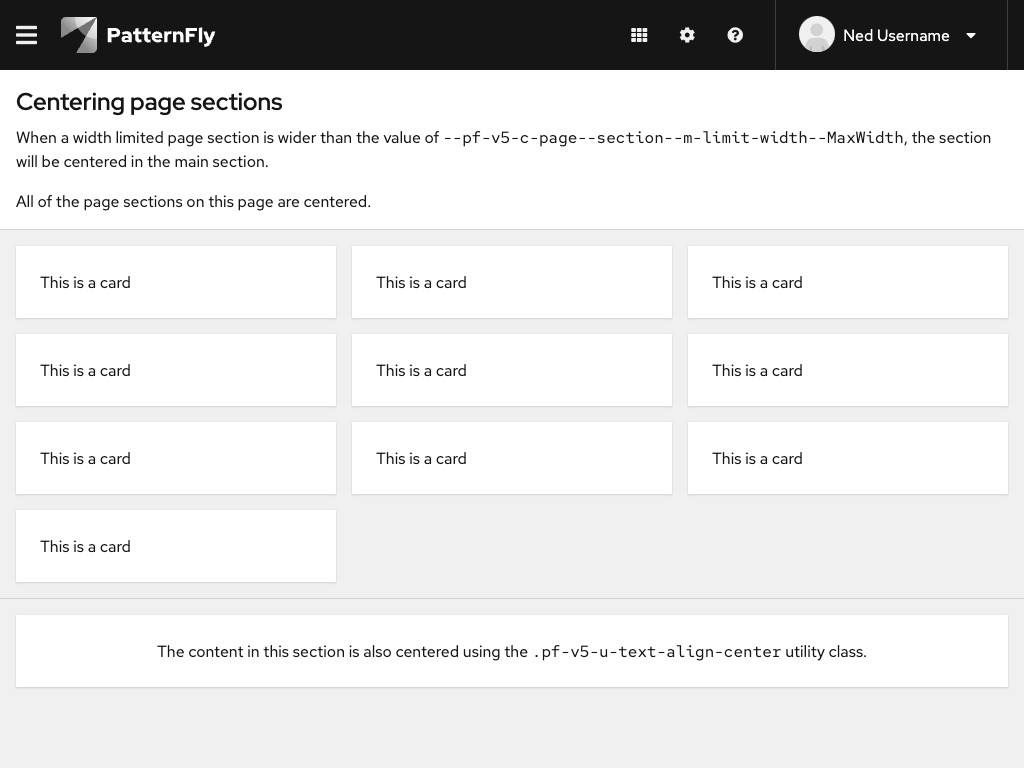 PatternFly
Ned Username
Centering page sections
When a width limited page section is wider than the value of --pf-v5-c-page--section--m-limit-width--MaxWidth, the section
will be centered in the main section.
All of the page sections on this page are centered.
This is a card
This is a card
This is a card
This is a card
This is a card
This is a card
This is a card
This is a card
This is a card
This is a card
The content in this section is also centered using the .pf-v5-u-text-align-center utility class.